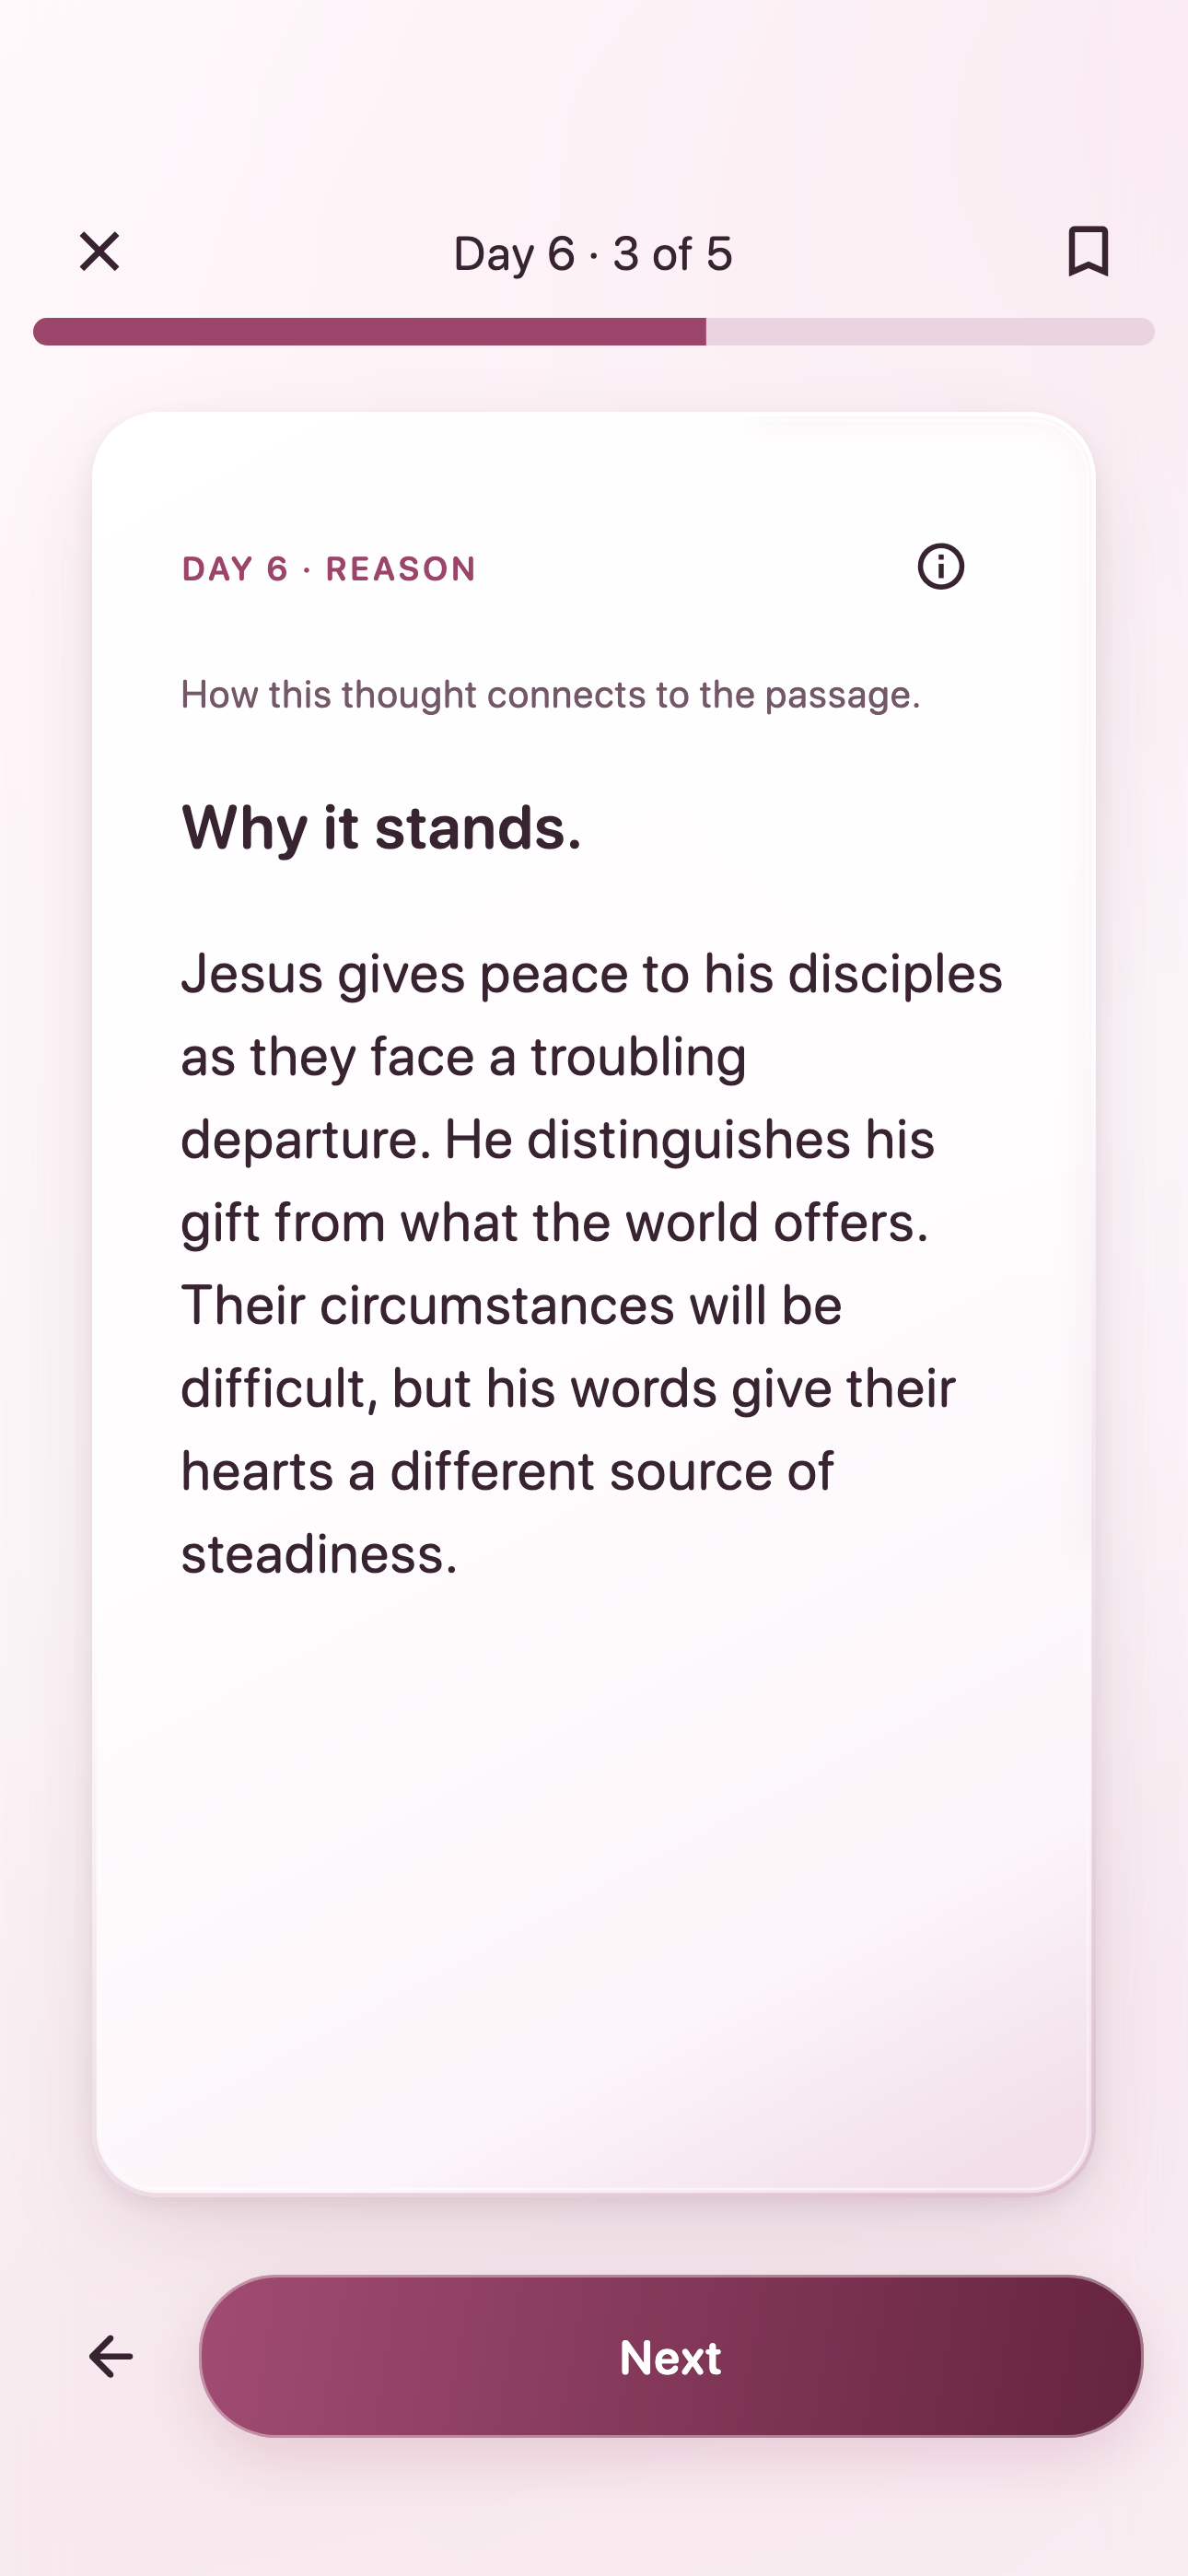 Day 6 · 3 of 5
DAY 6 · REASON
How this thought connects to the passage.
Why it stands.
Jesus gives peace to his disciples
as they face a troubling
departure. He distinguishes his
gift from what the world offers.
Their circumstances will be
difficult, but his words give their
hearts a different source of
steadiness.
Next